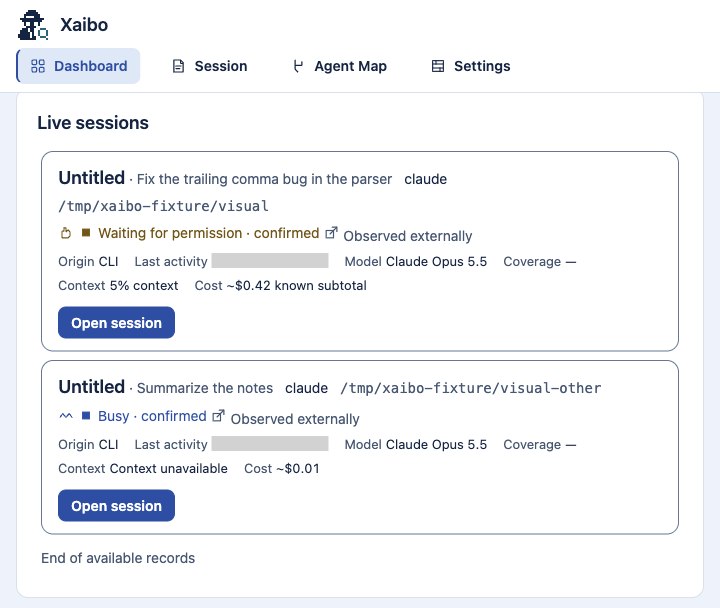 Xaibo
Dashboard Session Agent Map Settings
Live sessions
Untitled · Fix the trailing comma bug in the parser claude
/tmp/xaibo-fixture/visual
Waiting for permission · confirmed Observed externally
Origin CLI Last activity Model Claude Opus 5.5 Coverage —
Context 5% context Cost ~$0.42 known subtotal
Open session
Untitled · Summarize the notes claude /tmp/xaibo-fixture/visual-other
Busy · confirmed Observed externally
Origin CLI Last activity Model Claude Opus 5.5 Coverage —
Context Context unavailable Cost ~$0.01
Open session
End of available records